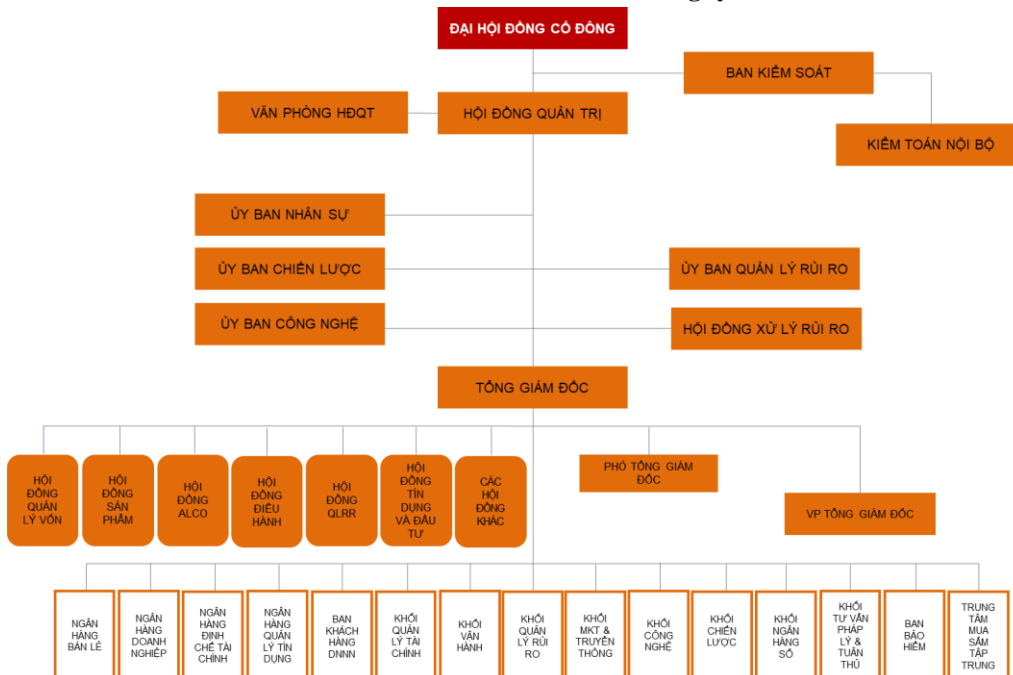 ĐẠI HỘI ĐỒNG CỔ ĐÔNG
BAN KIỂM SOÁT
VĂN PHÒNG HĐQT
HỘI ĐỒNG QUẢN TRỊ
KIỂM TOÁN NỘI BỘ
ỦY BAN NHÂN SỰ
ỦY BAN CHIẾN LƯỢC
ỦY BAN QUẢN LÝ RỦI RO
ỦY BAN CÔNG NGHỆ
HỘI ĐỒNG XỬ LÝ RỦI RO
TỔNG GIÁM ĐỐC
HỘI
ĐỒNG
QUẢN
LÝ VỐN
HỘI
ĐỒNG
SẢN
PHẨM
HỘI
ĐỒNG
ALCO
HỘI
ĐỒNG
ĐIỀU
HÀNH
HỘI
ĐỒNG
QLRR
HỘI
ĐỒNG
TÍN
DỤNG
VÀ ĐẦU
TƯ
CÁC
HỘI
ĐỒNG
KHÁC
PHÓ TỔNG GIÁM
ĐỐC
VP TỔNG GIÁM ĐỐC
NGÂN
HÀNG
BÁN LẺ
NGÂN
HÀNG
DOANH
NGHIỆP
NGÂN
HÀNG
ĐỊNH
CHẾ TÀI
CHÍNH
NGÂN
HÀNG
QUẢN
LÝ TÍN
DỤNG
BAN
KHÁCH
HÀNG
DNNN
KHỐI
QUẢN
LÝ TÀI
CHÍNH
KHỐI
VẬN
HÀNH
KHỐI
QUẢN
LÝ RỦI
RO
KHỐI
MKT &
TRUYỀN
THÔNG
KHỐI
CÔNG
NGHỆ
KHỐI
CHIẾN
LƯỢC
KHỐI
NGÂN
HÀNG
SỐ
KHỐI
TƯ VẤN
PHÁP
LÝ &
TUÂN
THỦ
BAN
BẢO
HIỂM
TRUNG
TÂM
MUA
SẮM
TẬP
TRUNG